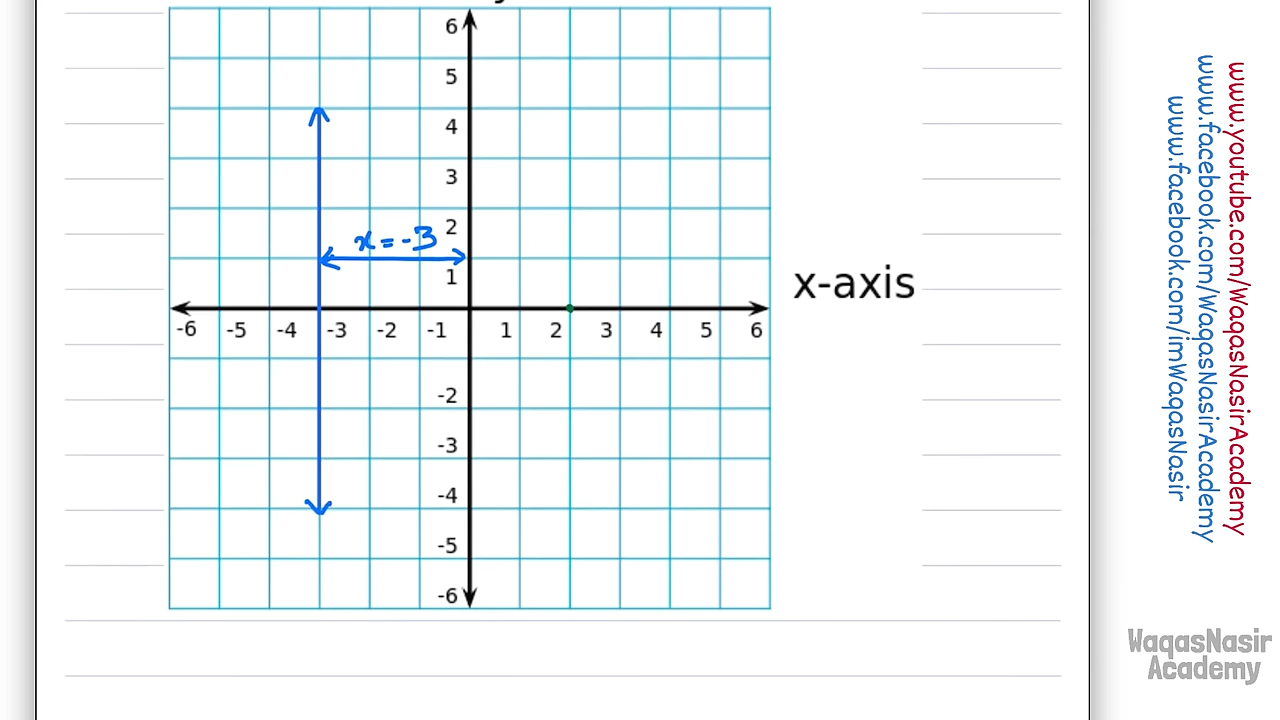 6
5
4
3
2
x = -3
1
x-axis
-6 -5 -4 -3 -2 -1 1 2 3 4 5 6
-2
-3
-4
-5
-6
www.youtube.com/WaqasNasirAcademy
www.facebook.com/WaqasNasirAcademy
www.facebook.com/imWaqasNasir
WaqasNasir
Academy